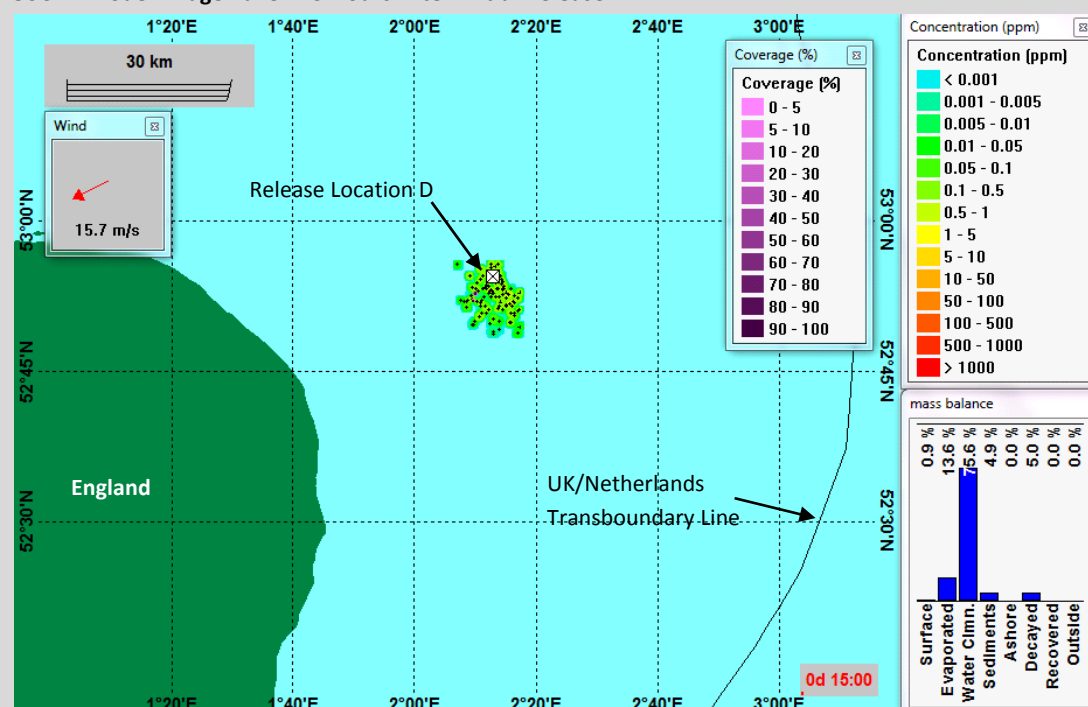 1°20'E
1°40'E
2°00'E
2°20'E
2°40'E
3°00'E
30 km
Wind
15.7 m/s
Release Location D
53°00'N
53°00'N
52°45'N
52°45'N
52°30'N
52°30'N
England
UK/Netherlands
Transboundary Line
Coverage (%)
Coverage (%)
0 - 5
5 - 10
10 - 20
20 - 30
30 - 40
40 - 50
50 - 60
60 - 70
70 - 80
80 - 90
90 - 100
Concentration (ppm)
Concentration (ppm)
< 0.001
0.001 - 0.005
0.005 - 0.01
0.01 - 0.05
0.05 - 0.1
0.1 - 0.5
0.5 - 1
1 - 5
5 - 10
10 - 50
50 - 100
100 - 500
500 - 1000
> 1000
mass balance
0.9 %
13.6 %
75.6 %
4.9 %
0.0 %
5.0 %
0.0 %
0.0 %
Surface
Evaporated
Water Clmn.
Sediments
Ashore
Decayed
Recovered
Outside
0d 15:00
1°20'E
1°40'E
2°00'E
2°20'E
2°40'E
3°00'E